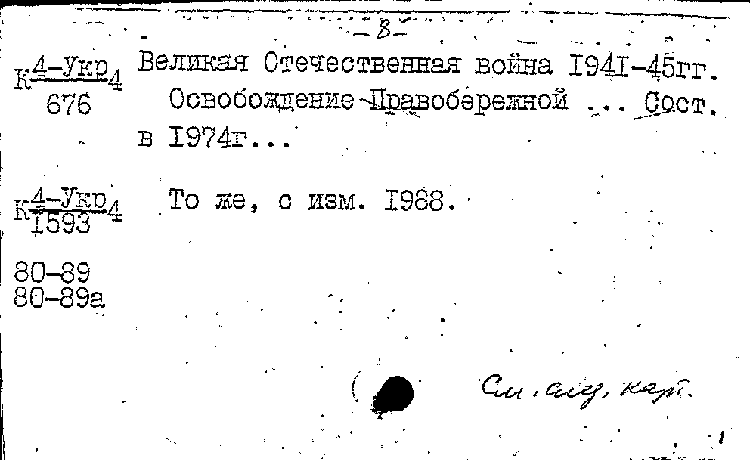 -8-
К 4-Укр 4 Великая Отечественная война 1941-45гг.
676 Освобождение Правобережной ... Сост.
в 1974г...
К 4-Укр 4 То же, с изм. 1988.
1593
80-89
80-89а
См. след. карт.